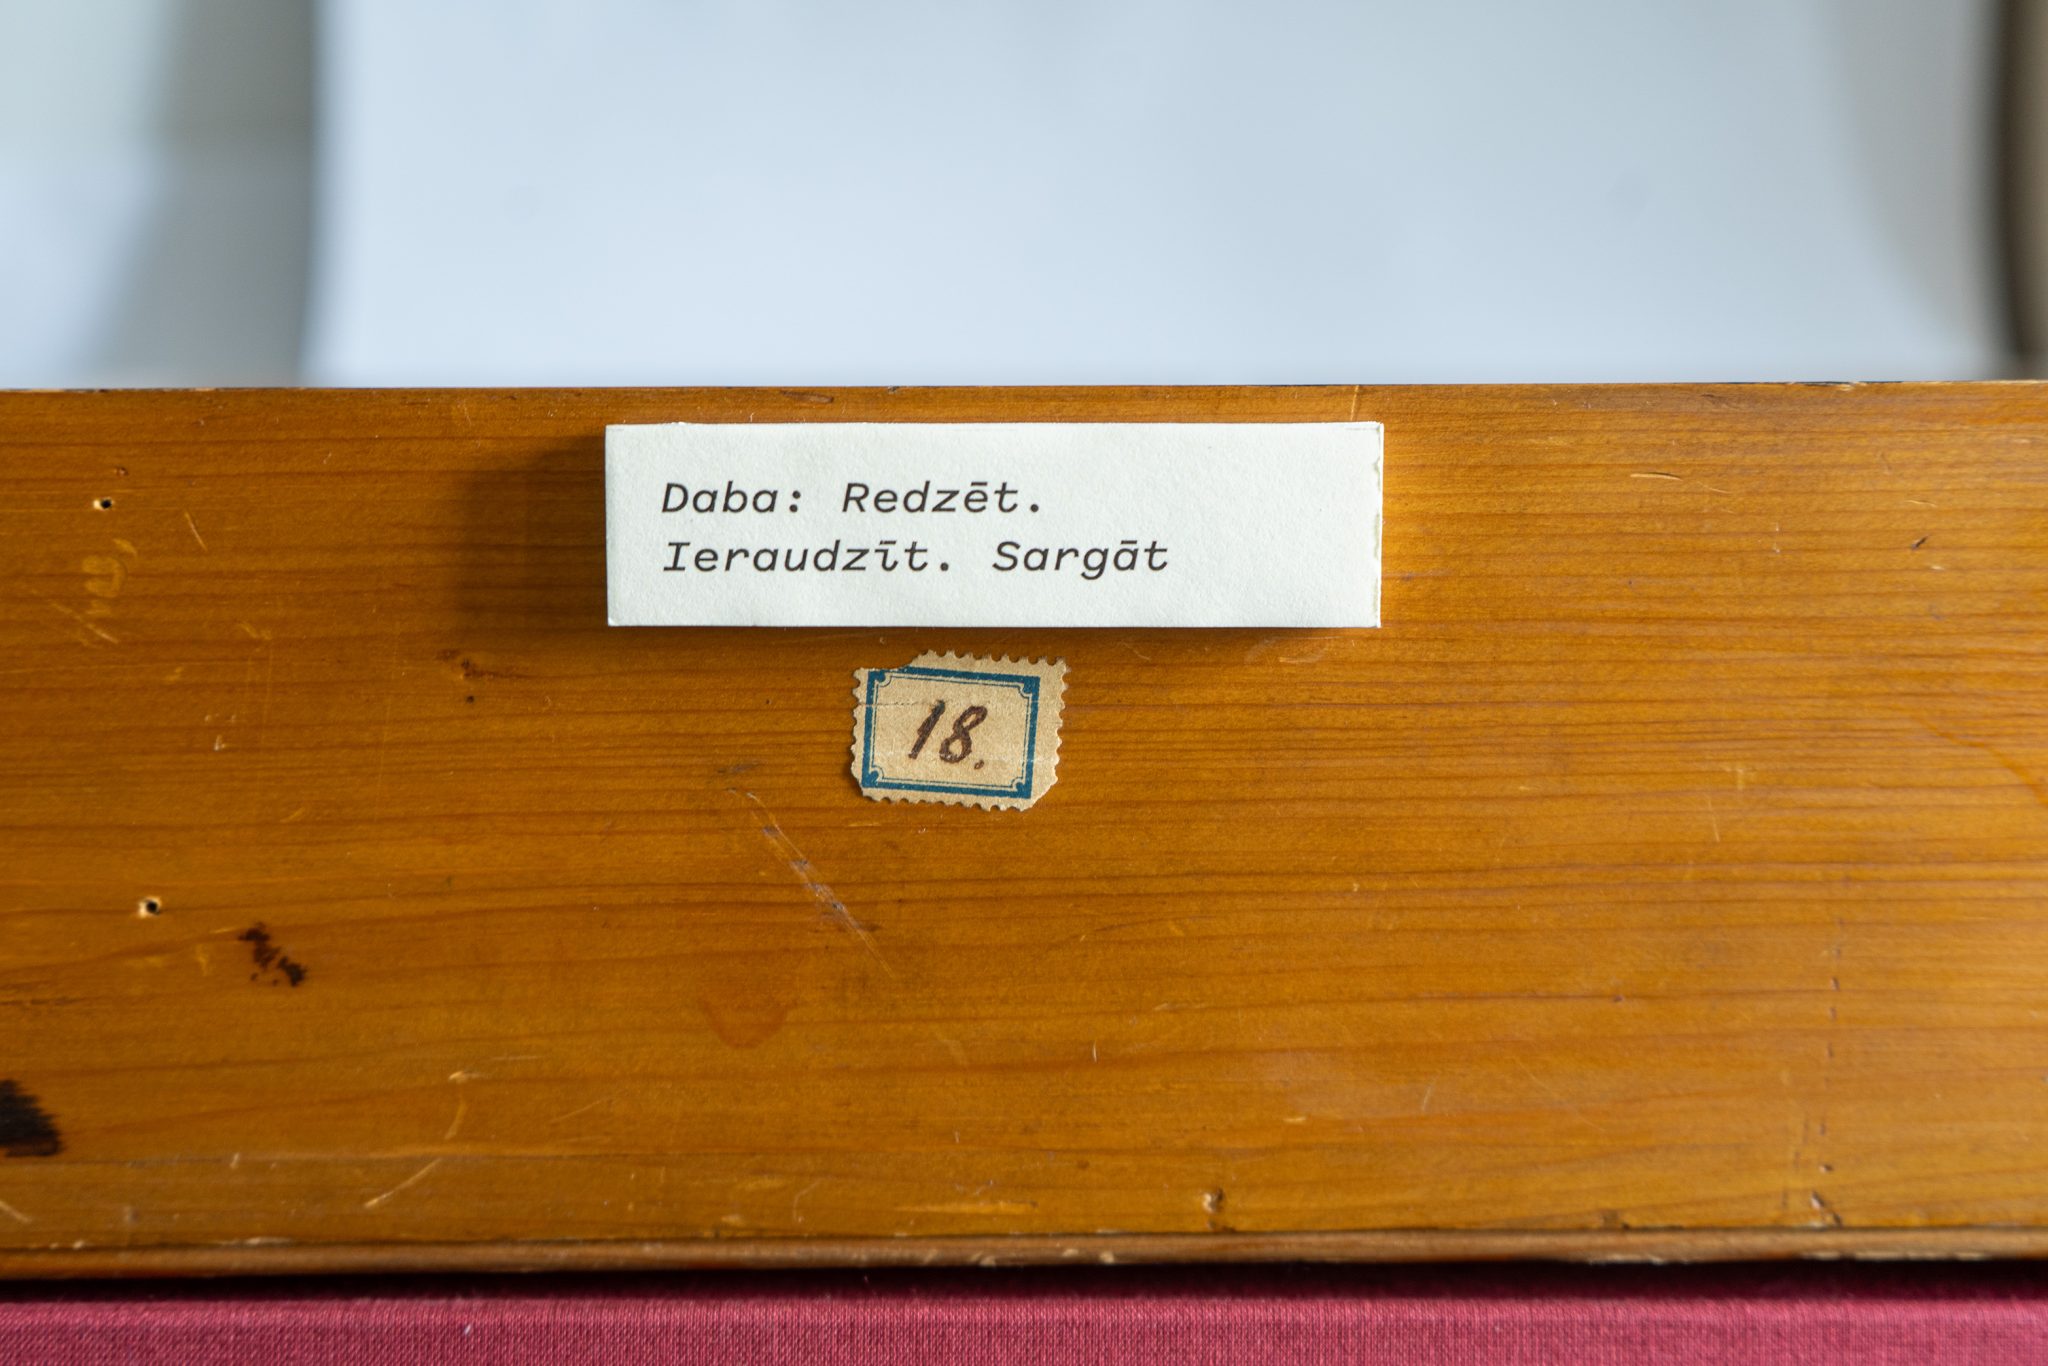 Daba: Redzēt.
Ieraudzīt. Sargāt
18.